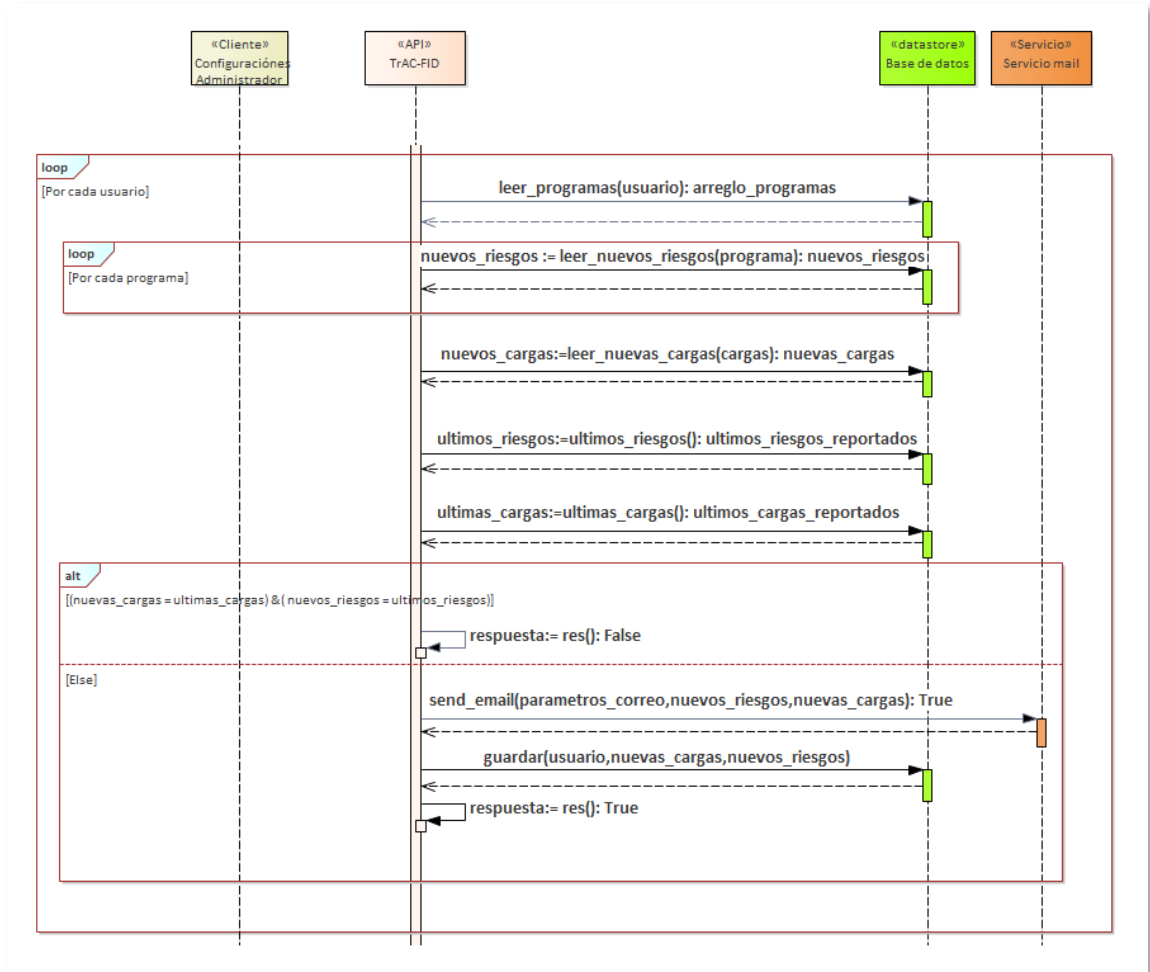 «Cliente»
Configuraciónes
Administrador
«API»
TrAC-FID
«datastore»
Base de datos
«Servicio»
Servicio mail
loop
[Por cada usuario]
leer_programas(usuario): arreglo_programas
loop
[Por cada programa]
nuevos_riesgos := leer_nuevos_riesgos(programa): nuevos_riesgos
nuevos_cargas:=leer_nuevas_cargas(cargas): nuevas_cargas
ultimos_riesgos:=ultimos_riesgos(): ultimos_riesgos_reportados
ultimas_cargas:=ultimas_cargas(): ultimos_cargas_reportados
alt
[(nuevas_cargas = ultimas_cargas) &( nuevos_riesgos = ultimos_riesgos)]
respuesta:= res(): False
[Else]
send_email(parametros_correo,nuevos_riesgos,nuevas_cargas): True
guardar(usuario,nuevas_cargas,nuevos_riesgos)
respuesta:= res(): True